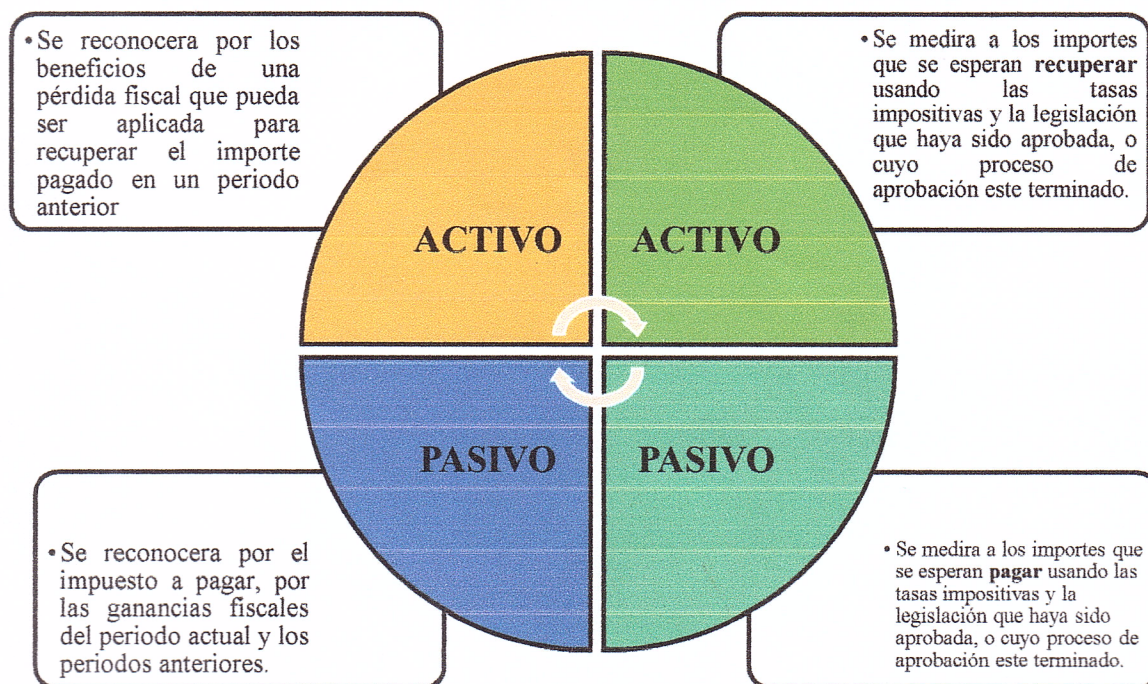 •Se reconocera por los
beneficios de una
pérdida fiscal que pueda
ser aplicada para
recuperar el importe
pagado en un periodo
anterior
•Se medira a los importes
que se esperan recuperar
usando las tasas
impositivas y la legislación
que haya sido aprobada, o
cuyo proceso de
aprobación este terminado.
ACTIVO
ACTIVO
PASIVO
PASIVO
•Se reconocera por el
impuesto a pagar, por
las ganancias fiscales
del periodo actual y los
periodos anteriores.
• Se medira a los importes que
se esperan pagar usando las
tasas impositivas y la
legislación que haya sido
aprobada, o cuyo proceso de
aprobación este terminado.